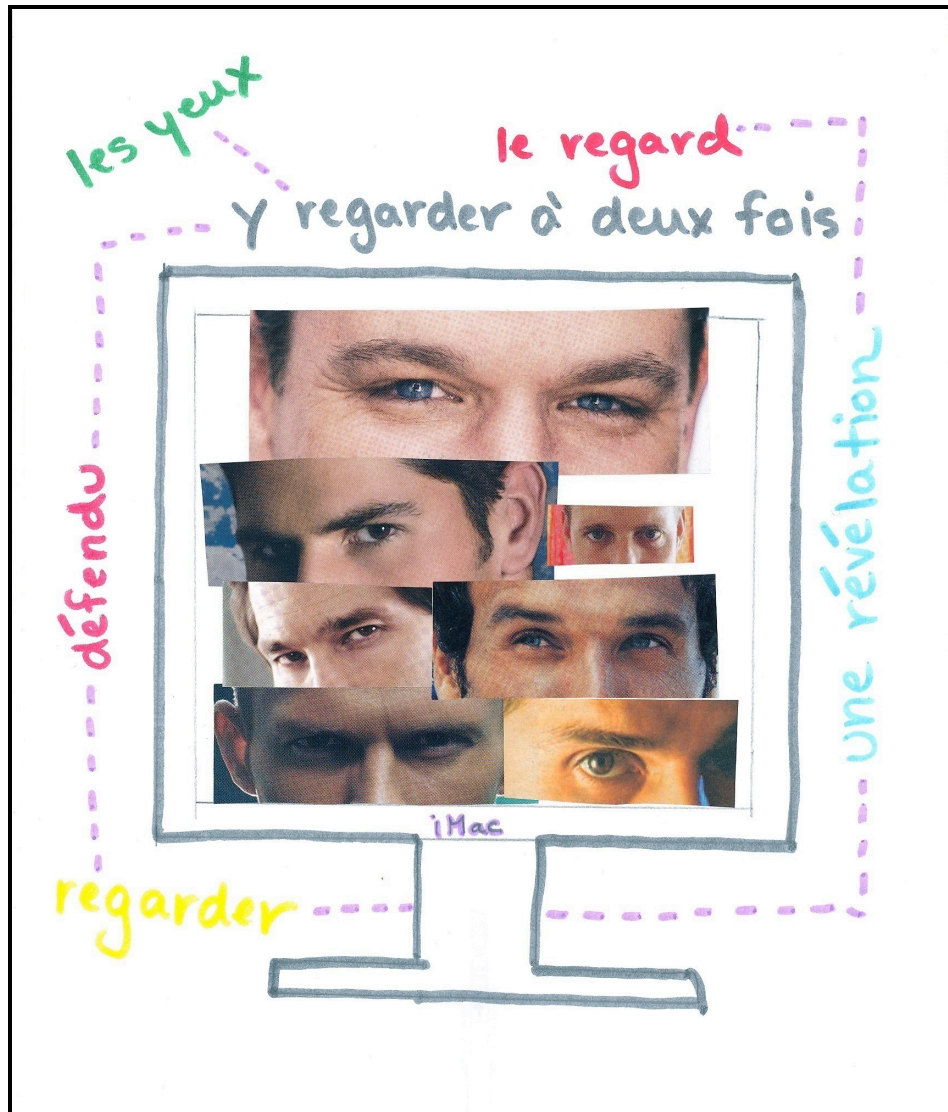 les yeux
le regard
y regarder à deux fois
défendu
une révélation
iMac
regarder